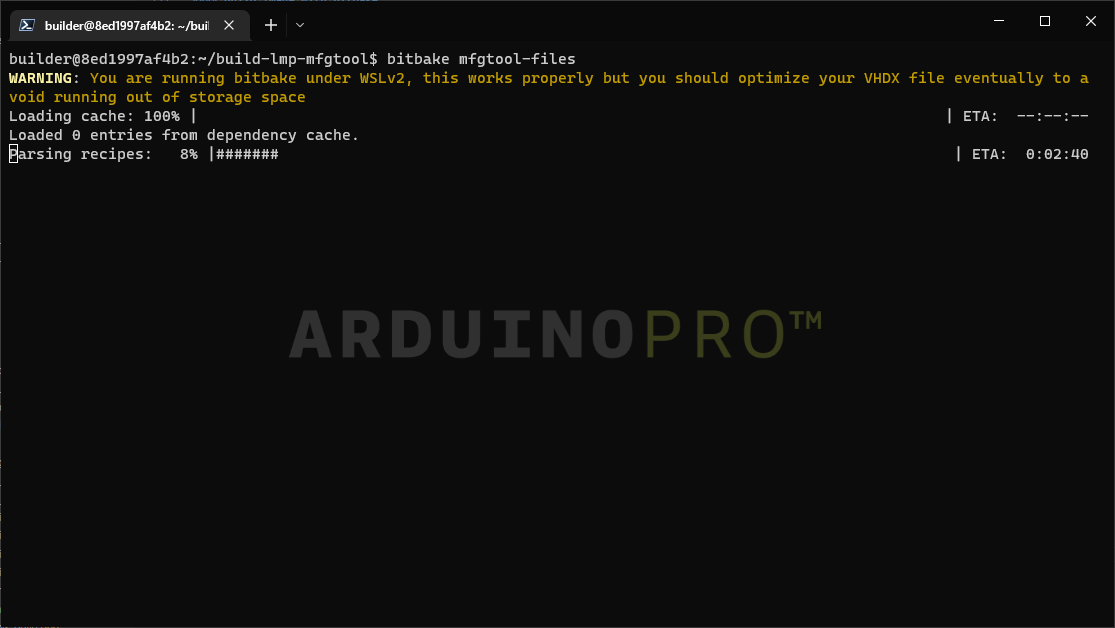 builder@8ed1997af4b2: ~/buil
builder@8ed1997af4b2:~/build-lmp-mfgtool$ bitbake mfgtool-files
WARNING: You are running bitbake under WSLv2, this works properly but you should optimize your VHDX file eventually to a
void running out of storage space
Loading cache: 100% | | ETA:  --:--:--
Loaded 0 entries from dependency cache.
Parsing recipes:   8% |####### | ETA:  0:02:40
ARDUINOPRO™